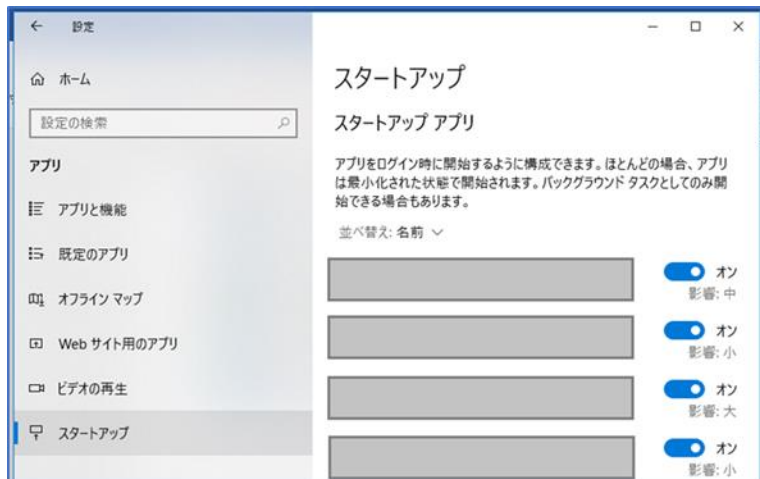 設定
ホーム
設定の検索
アプリ
アプリと機能
既定のアプリ
オフライン マップ
Web サイト用のアプリ
ビデオの再生
スタートアップ
スタートアップ
スタートアップ アプリ
アプリをログイン時に開始するように構成できます。ほとんどの場合、アプリ
は最小化された状態で開始されます。バックグラウンド タスクとしてのみ開
始できる場合もあります。
並べ替え: 名前
オン
影響: 中
オン
影響: 小
オン
影響: 大
オン
影響: 小